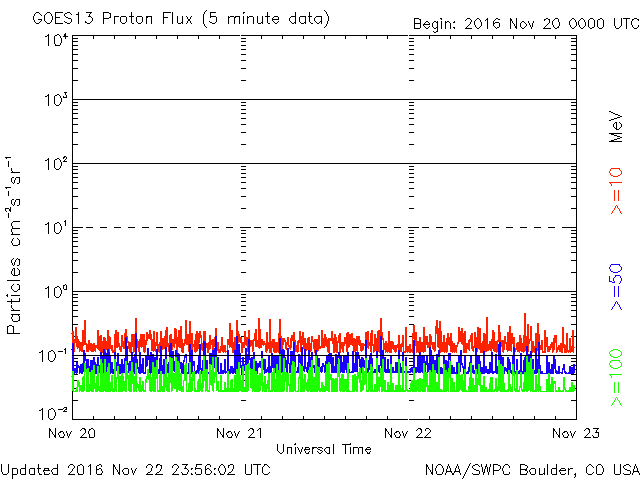 GOES13 Proton Flux (5 minute data)
Begin: 2016 Nov 20 0000 UTC
10⁴
10³
10²
10¹
10⁰
10⁻¹
10⁻²
Particles cm⁻²s⁻¹sr⁻¹
MeV
>=10
>=50
>=100
Nov 20
Nov 21
Nov 22
Nov 23
Universal Time
Updated 2016 Nov 22 23:56:02 UTC
NOAA/SWPC Boulder, CO USA